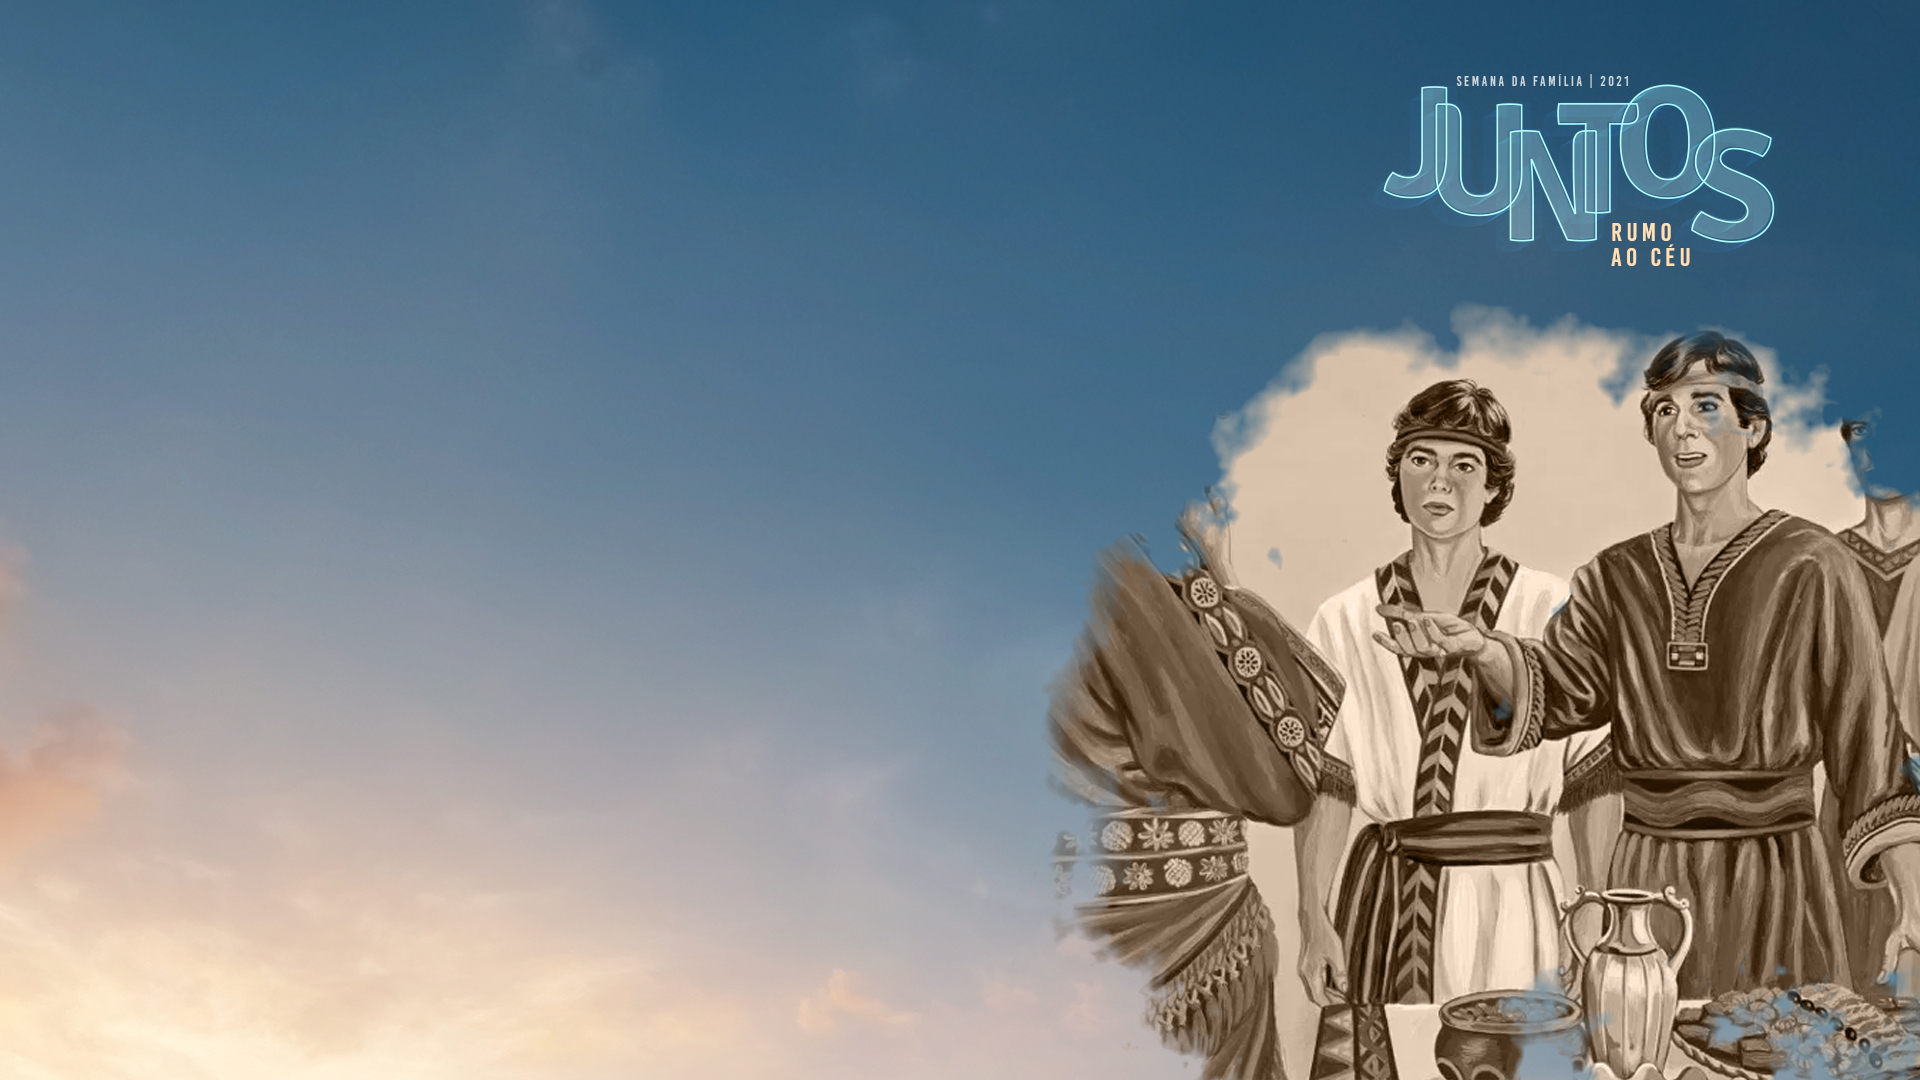 SEMANA DA FAMÍLIA | 2021
JUNTOS
RUMO
AO CÉU